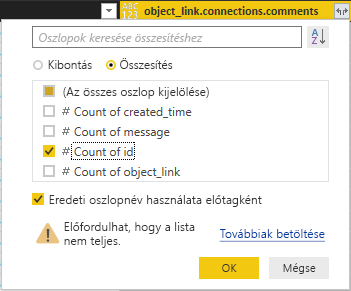 ABC
123
object_link.connections.comments
Oszlopok keresése összesítéshez
A
Z
Kibontás
Összesítés
(Az összes oszlop kijelölése)
# Count of created_time
# Count of message
# Count of id
# Count of object_link
Eredeti oszlopnév használata előtagként
Előfordulhat, hogy a lista
nem teljes.
Továbbiak betöltése
OK
Mégse